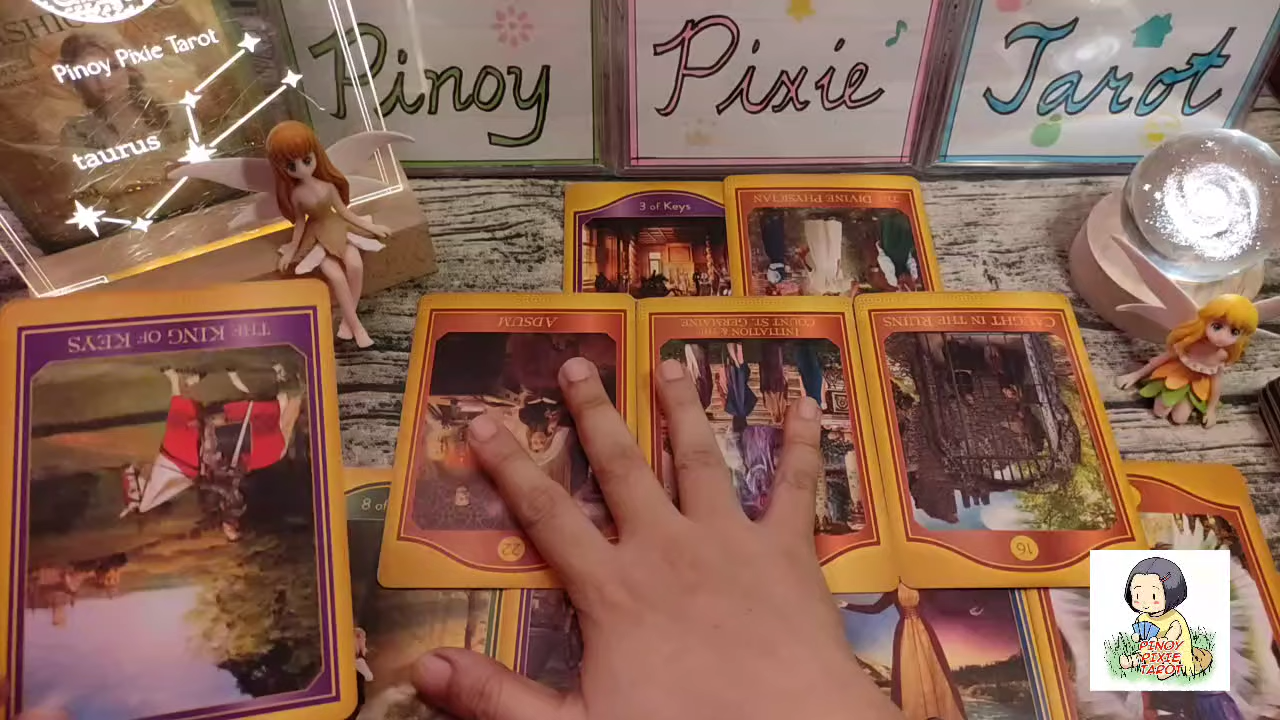 Pinoy Pixie Tarot
taurus
Pinoy
Pixie
Tarot
3 of Keys
THE DIVINE PHYSICIAN
THE KING OF KEYS
ADSUM
INITIATION & THE
COUNT ST. GERMAINE
CAUGHT IN THE RUINS
8 of
22
16
PINOY
PIXIE
TAROT